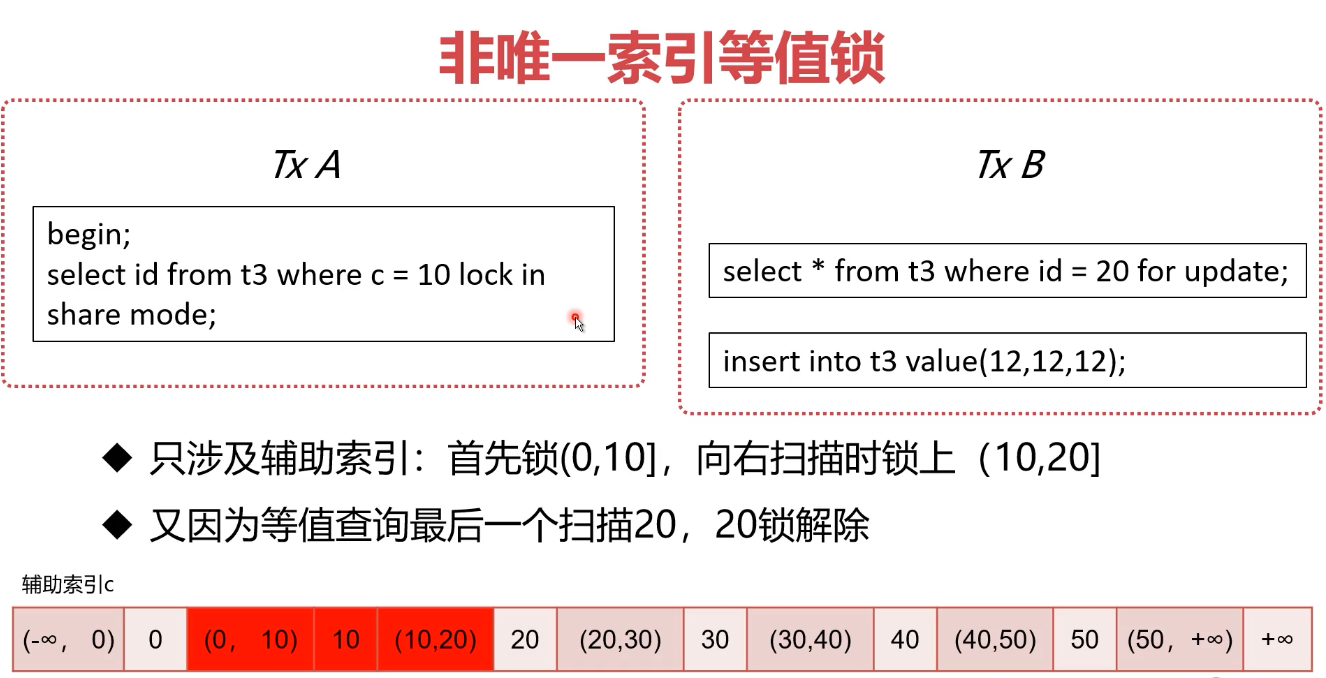 非唯一索引等值锁
Tx A
begin;
select id from t3 where c = 10 lock in
share mode;
Tx B
select * from t3 where id = 20 for update;
insert into t3 value(12,12,12);
◆ 只涉及辅助索引：首先锁(0,10]，向右扫描时锁上（10,20]
◆ 又因为等值查询最后一个扫描20，20锁解除
辅助索引c
(-∞， 0) 0 (0， 10) 10 (10,20) 20 (20,30) 30 (30,40) 40 (40,50) 50 (50，+∞) +∞